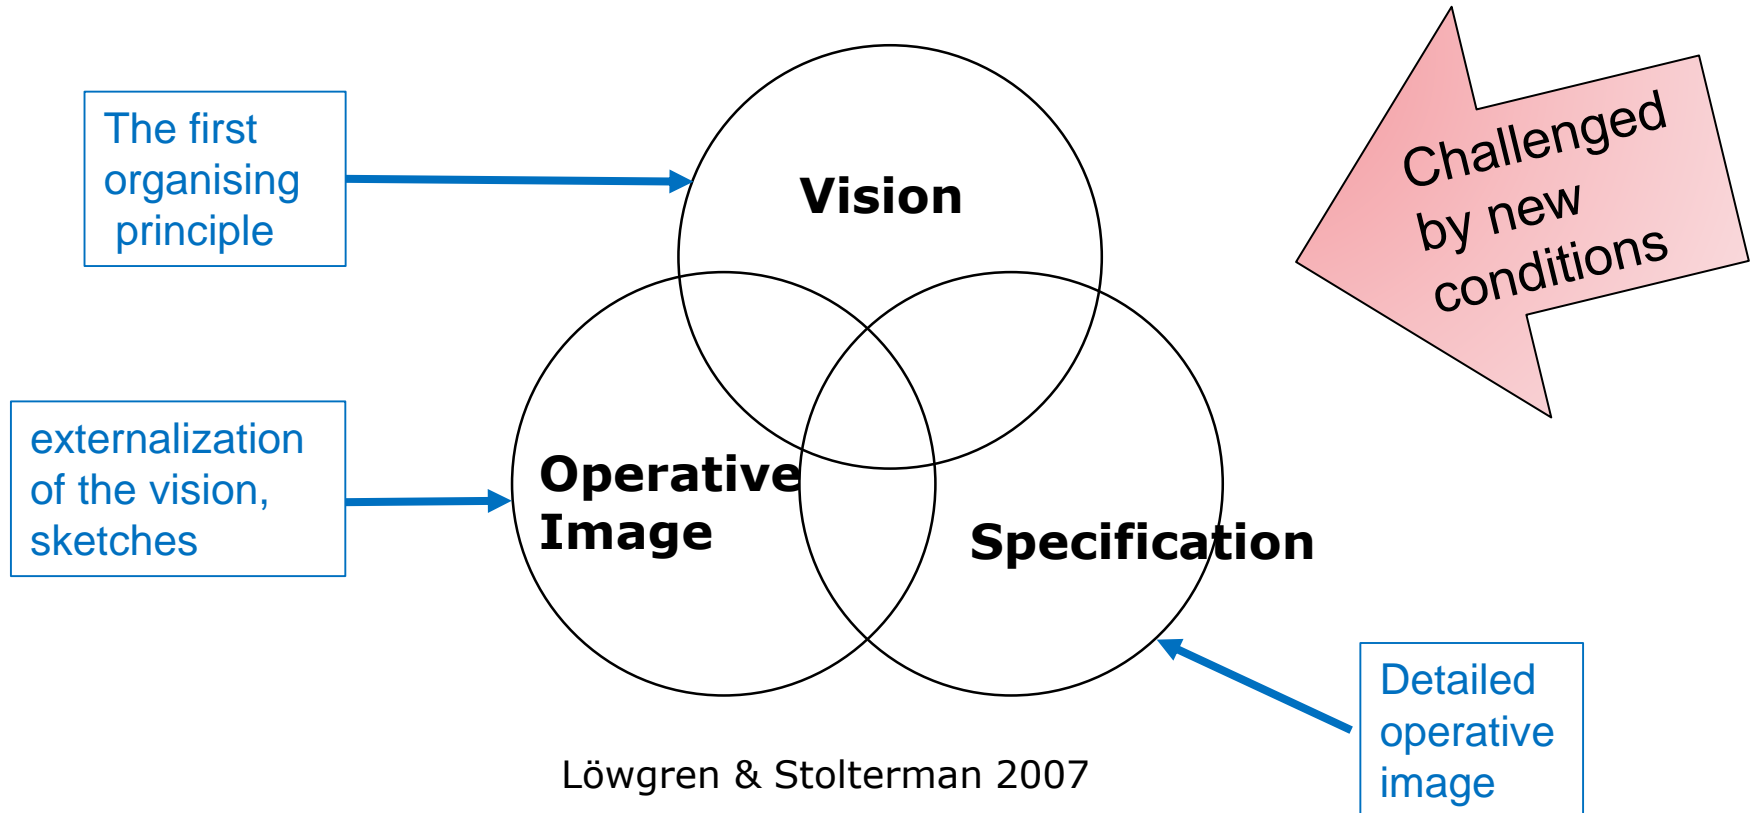 The first
organising
principle
Vision
Challenged
by new
conditions
externalization
of the vision,
sketches
Operative
Image
Specification
Detailed
operative
image
Löwgren & Stolterman 2007